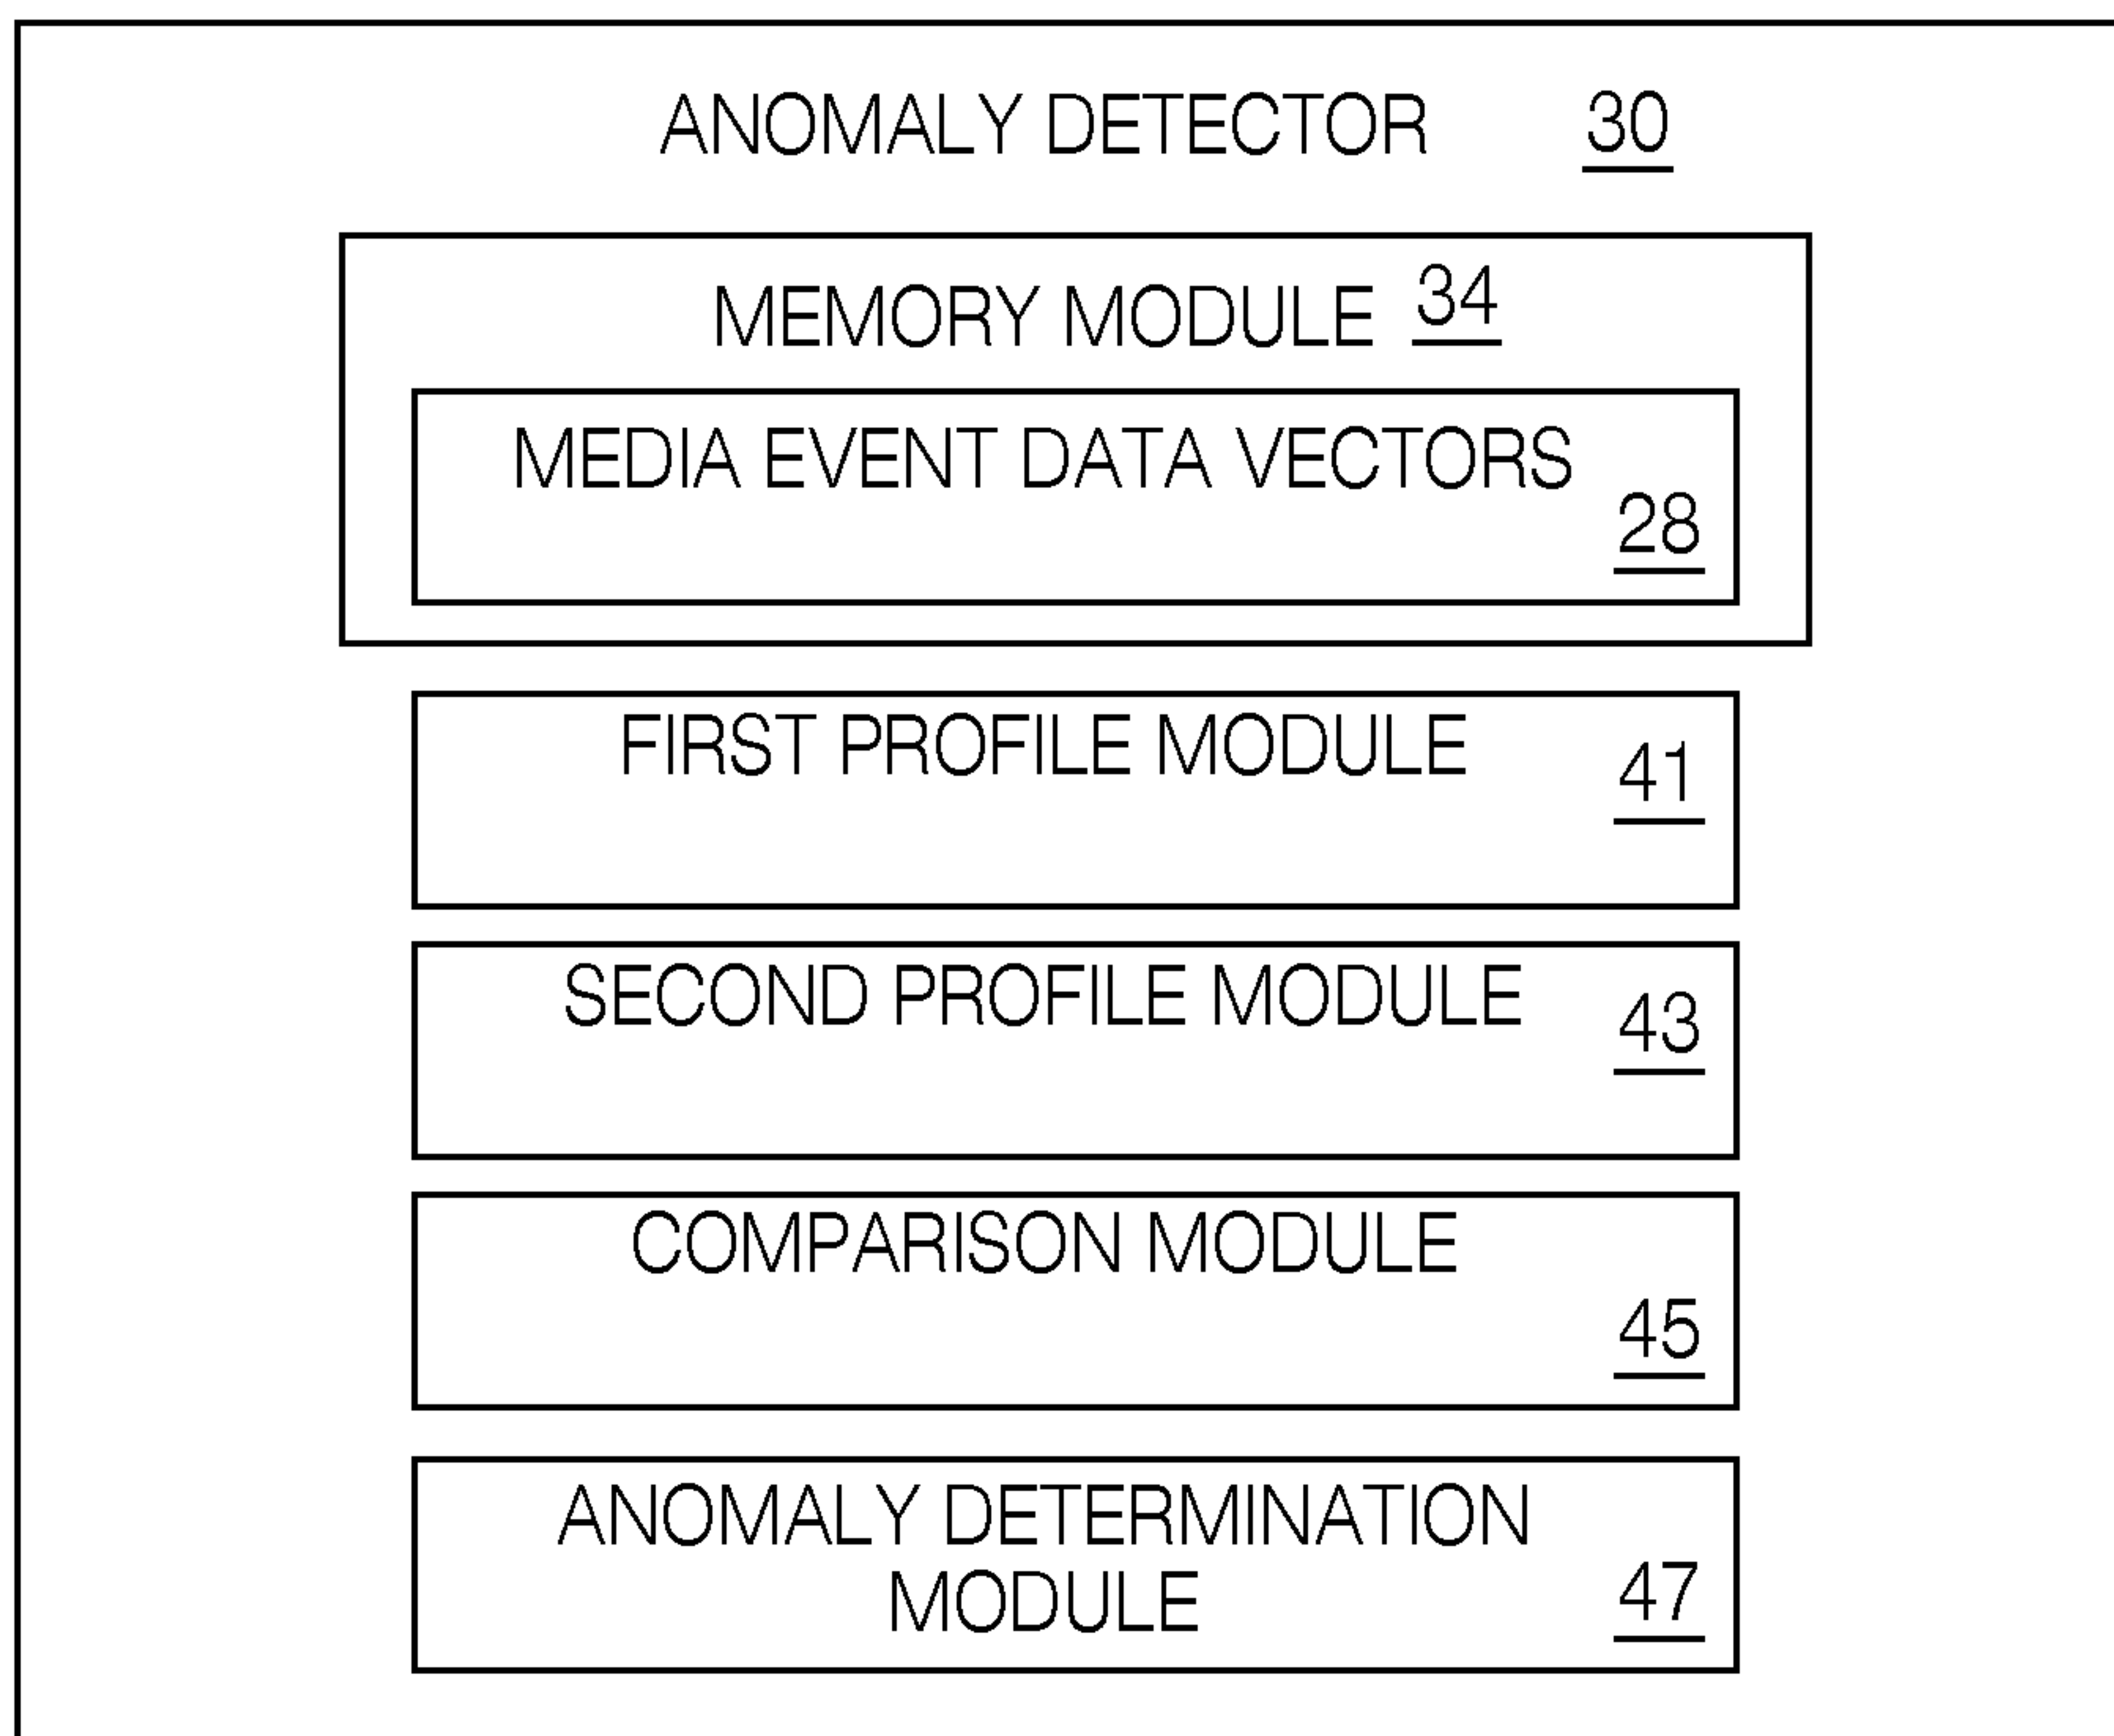 ANOMALY DETECTOR 30
MEMORY MODULE 34
MEDIA EVENT DATA VECTORS
28
FIRST PROFILE MODULE
41
SECOND PROFILE MODULE
43
COMPARISON MODULE
45
ANOMALY DETERMINATION
MODULE 47